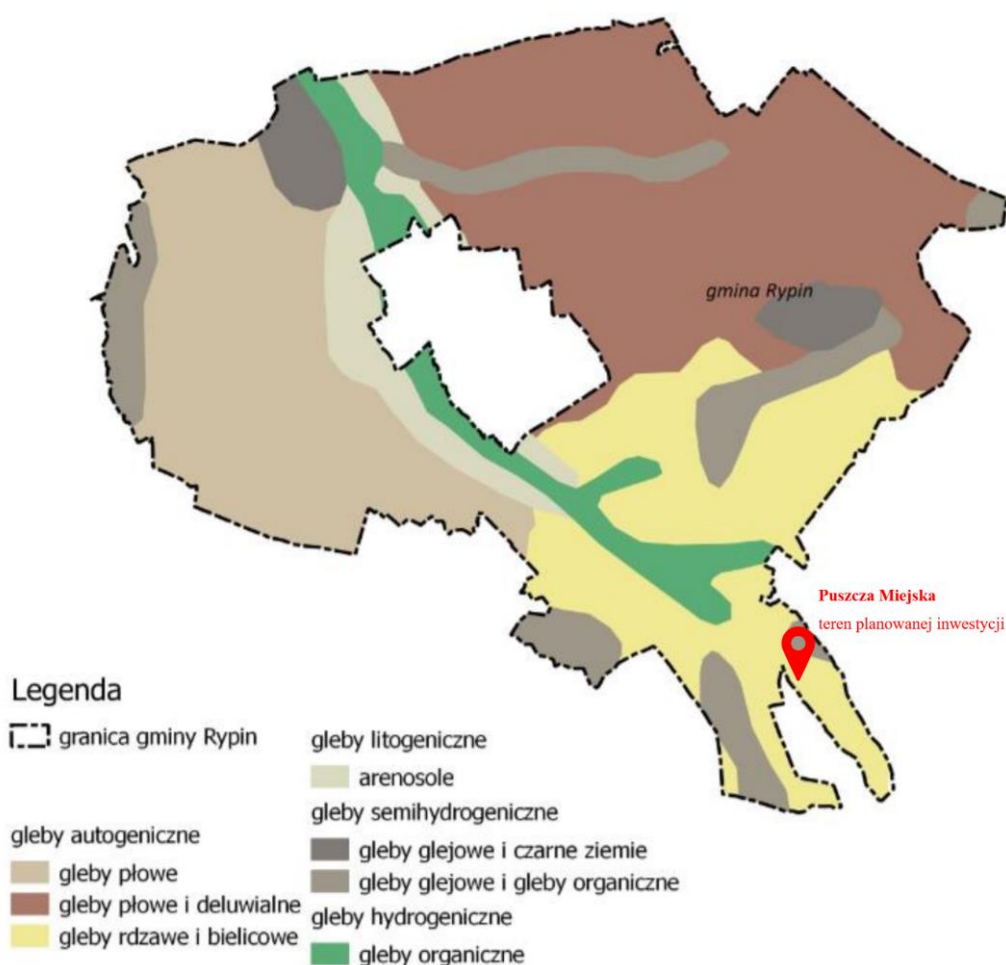 gmina Rypin
Puszcza Miejska
teren planowanej inwestycji
Legenda
granica gminy Rypin
gleby autogeniczne
gleby płowe
gleby płowe i deluwialne
gleby rdzawe i bielicowe
gleby litogeniczne
arenosole
gleby semihydrogeniczne
gleby glejowe i czarne ziemie
gleby glejowe i gleby organiczne
gleby hydrogeniczne
gleby organiczne